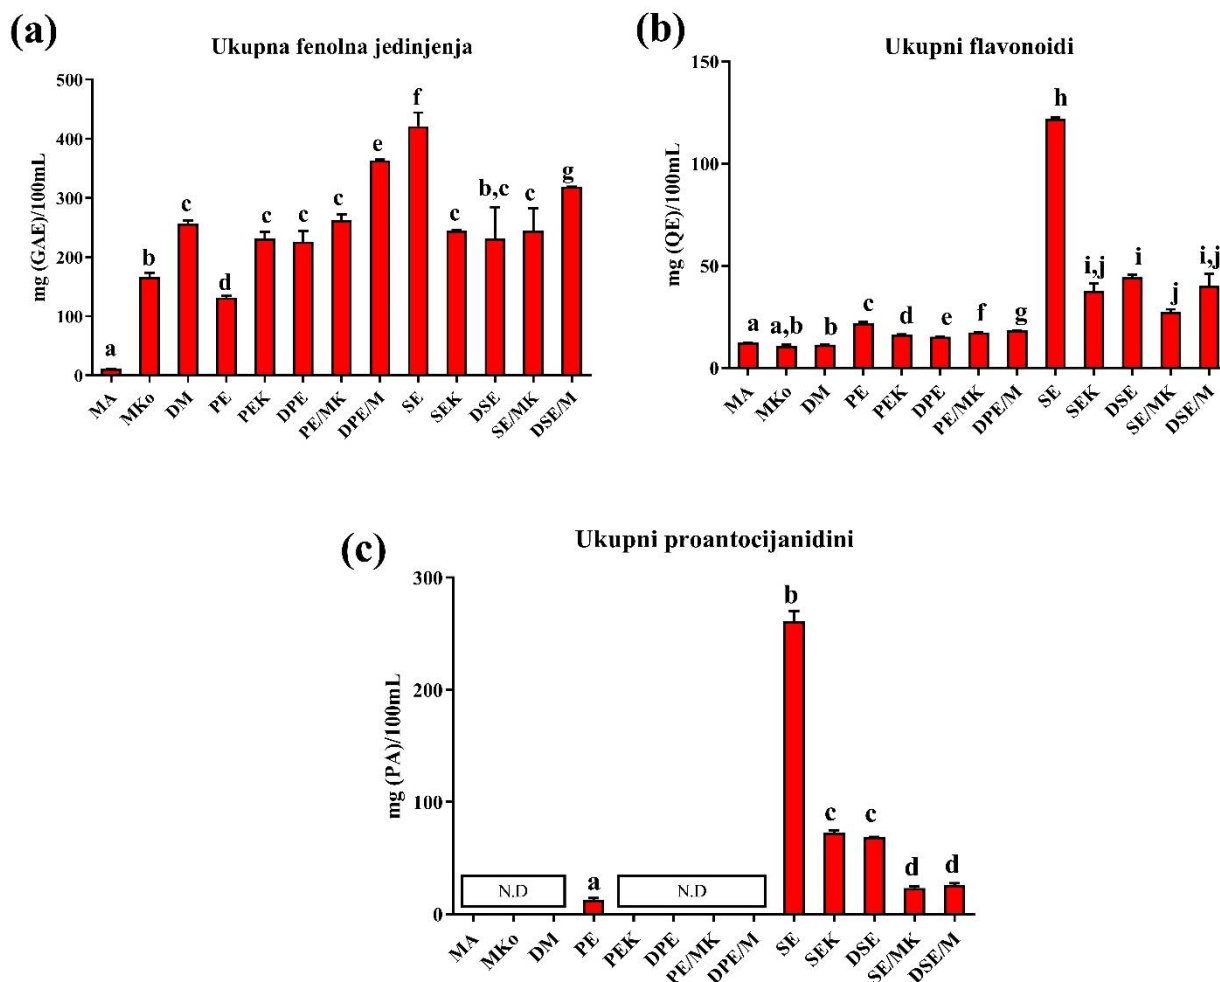 (a)
Ukupna fenolna jedinjenja
mg (GAE)/100mL
500
400
300
200
100
0
a
b
c
d
c
c
c
e
f
c
b,c
c
g
MA
MKo
DM
PE
PEK
DPE
PE/MK
DPE/M
SE
SEK
DSE
SE/MK
DSE/M
(b)
Ukupni flavonoidi
mg (QE)/100mL
150
100
50
0
a
a,b
b
c
d
e
f
g
h
i,j
i
j
i,j
MA
MKo
DM
PE
PEK
DPE
PE/MK
DPE/M
SE
SEK
DSE
SE/MK
DSE/M
(c)
Ukupni proantocijanidini
mg (PA)/100mL
300
200
100
0
N.D
a
N.D
b
c
c
d
d
MA
MKo
DM
PE
PEK
DPE
PE/MK
DPE/M
SE
SEK
DSE
SE/MK
DSE/M